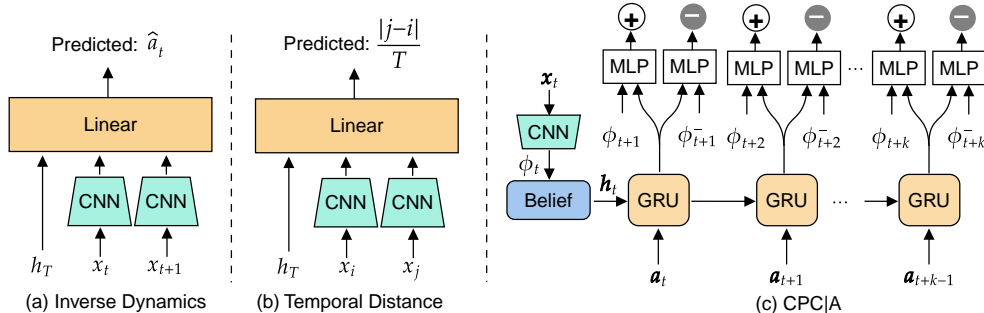 Predicted: â_t
Linear
CNN CNN
h_T x_t x_{t+1}
(a) Inverse Dynamics
Predicted: |j−i|/T
Linear
CNN CNN
h_T x_i x_j
(b) Temporal Distance
+ − + − + −
MLP MLP MLP MLP ... MLP MLP
x_t
CNN
ϕ_t
ϕ_{t+1} ϕ⁻_{t+1} ϕ_{t+2} ϕ⁻_{t+2} ϕ_{t+k} ϕ⁻_{t+k}
Belief h_t GRU GRU ... GRU
a_t a_{t+1} a_{t+k−1}
(c) CPC|A